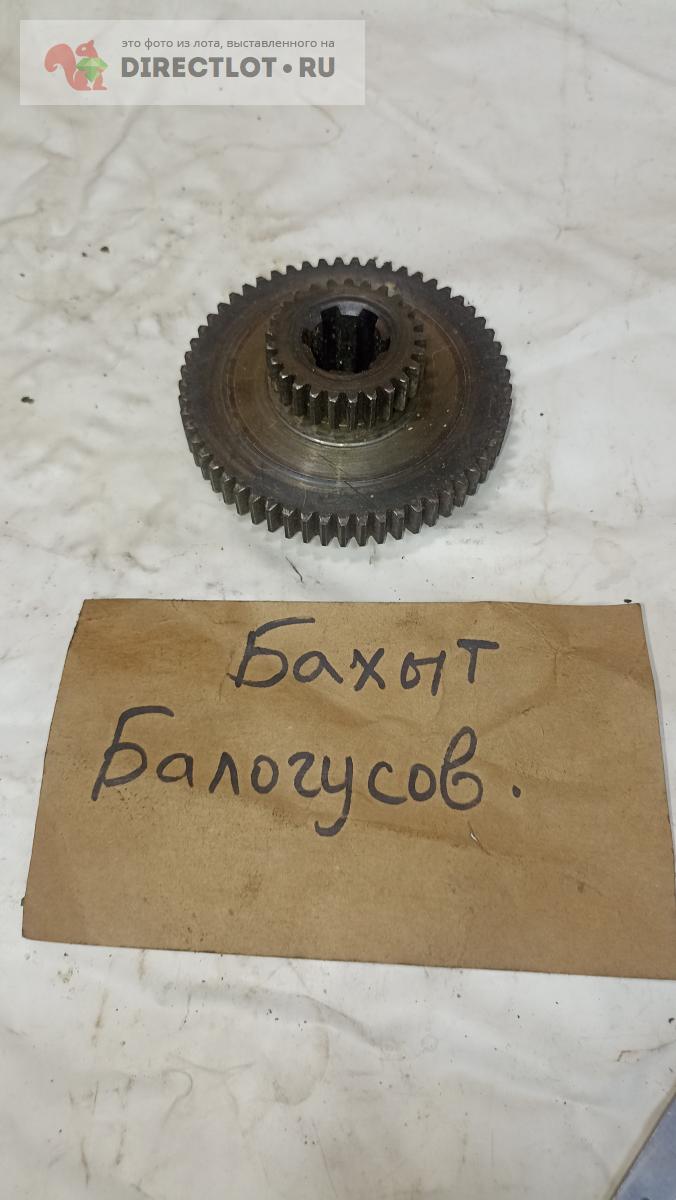 это фото из лота, выставленного на
DIRECTLOT.RU
Бахыт
Балогусов.